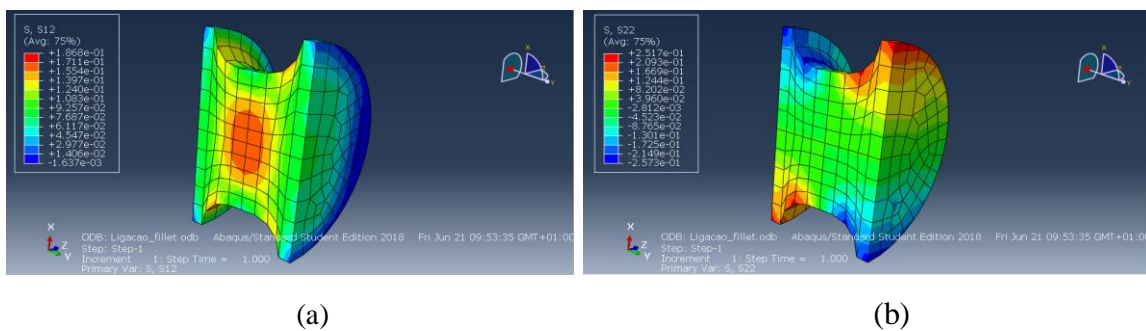 S, S12
(Avg: 75%)
+1.868e-01
+1.711e-01
+1.554e-01
+1.397e-01
+1.240e-01
+1.083e-01
+9.257e-02
+7.687e-02
+6.117e-02
+4.547e-02
+2.977e-02
+1.406e-02
-1.637e-03
X
Z
Y
ODB: Ligacao_fillet.odb Abaqus/Standard Student Edition 2018 Fri Jun 21 09:53:35 GMT+01:00
Step: Step-1
Increment 1: Step Time = 1.000
Primary Var: S, S12
S, S22
(Avg: 75%)
+2.517e-01
+2.093e-01
+1.669e-01
+1.244e-01
+8.202e-02
+3.960e-02
-2.812e-03
-4.523e-02
-8.765e-02
-1.301e-01
-1.725e-01
-2.149e-01
-2.573e-01
X
Z
Y
ODB: Ligacao_fillet.odb Abaqus/Standard Student Edition 2018 Fri Jun 21 09:53:35 GMT+01:0
Step: Step-1
Increment 1: Step Time = 1.000
Primary Var: S, S22
(a)
(b)